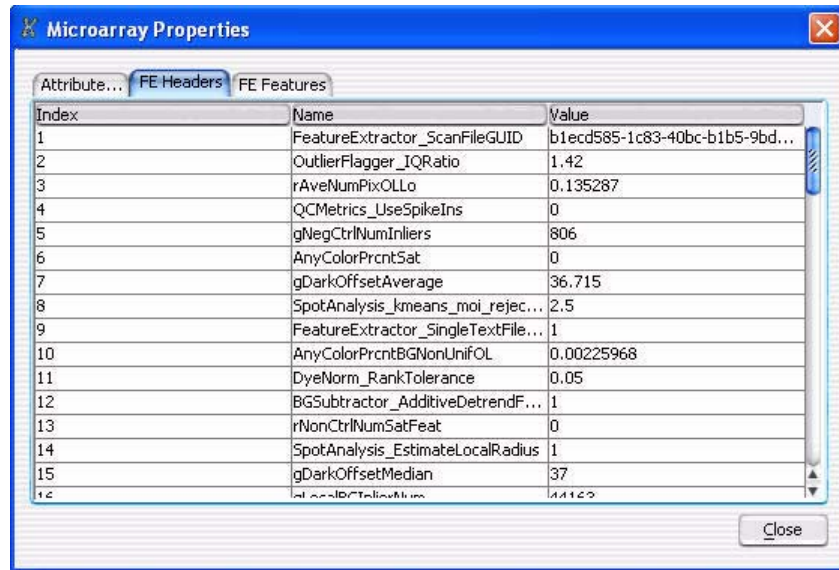 Microarray Properties
Attribute... FE Headers FE Features
Index Name Value
1 FeatureExtractor_ScanFileGUID b1ecd585-1c83-40bc-b1b5-9bd...
2 OutlierFlagger_IQRatio 1.42
3 rAveNumPixOLLo 0.135287
4 QCMetrics_UseSpikeIns 0
5 gNegCtrlNumInliers 806
6 AnyColorPrcntSat 0
7 gDarkOffsetAverage 36.715
8 SpotAnalysis_kmeans_moi_rejec... 2.5
9 FeatureExtractor_SingleTextFile... 1
10 AnyColorPrcntBGNonUnifOL 0.00225968
11 DyeNorm_RankTolerance 0.05
12 BGSubtractor_AdditiveDetrendF... 1
13 rNonCtrlNumSatFeat 0
14 SpotAnalysis_EstimateLocalRadius 1
15 gDarkOffsetMedian 37
16 gLocalBGInlierNum 44163
Close